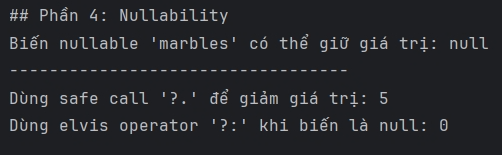 ## Phần 4: Nullability
Biến nullable 'marbles' có thể giữ giá trị: null
----------------------------------
Dùng safe call '?.' để giảm giá trị: 5
Dùng elvis operator '?:' khi biến là null: 0